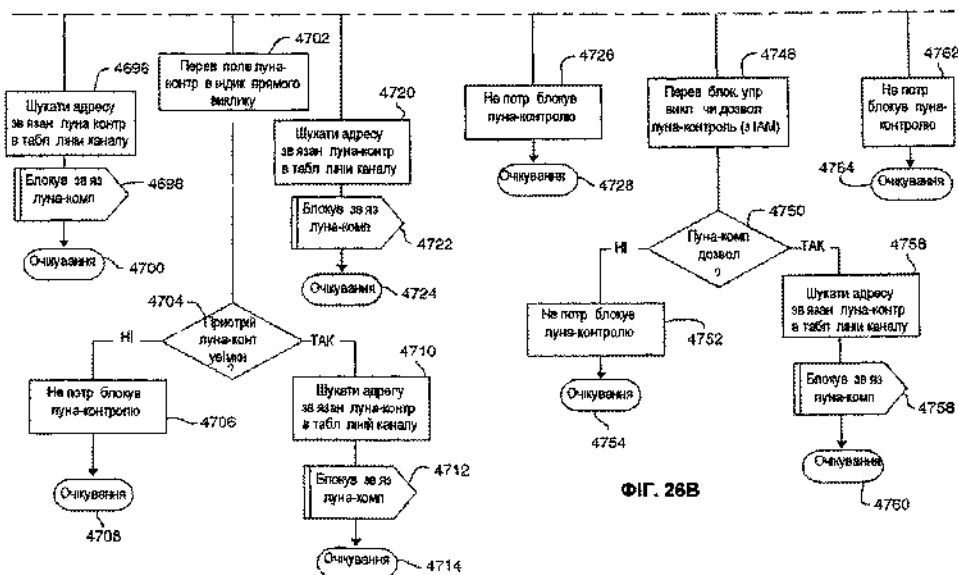 4696
Шукати адресу
зв язан луна контр
в табл лінії каналу
Блокув зв яз
луна-комп
4698
Очікування
4700
4702
Перев поле луна-
контр в індик прямого
виклику
4704
Пристрій
луна-конт
увімкн
?
НІ
ТАК
Не потр блокув
луна-контролю
4706
Очікування
4708
4710
Шукати адресу
зв язан луна-контр
в табл ліній каналу
4712
Блокув зв яз
луна-комп
Очікування
4714
4720
Шукати адресу
зв язан луна-контр
в табл лінії каналу
Блокув зв яз
луна-комп
4722
Очікування
4724
4726
Не потр блокув
луна-контролю
Очікування
4728
4748
Перев блок. упр
викл чи дозвол
луна-контроль (з ІАМ)
4750
Луна-комп
дозвол
?
НІ
ТАК
Не потр блокув
луна-контролю
4752
Очікування
4754
4756
Шукати адресу
зв язан луна-контр
в табл лінії каналу
Блокув зв яз
луна-комп
4758
Очікування
4760
4762
Не потр
блокув луна-
контролю
4764
Очікування
ФІГ. 26В